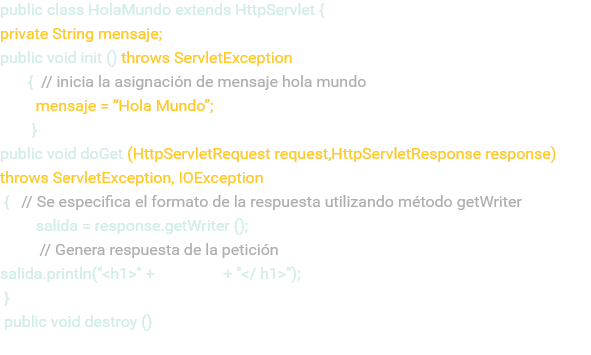 public class HolaMundo extends HttpServlet {
private String mensaje;
public void init () throws ServletException
{ // inicia la asignación de mensaje hola mundo
mensaje = “Hola Mundo”;
}
public void doGet (HttpServletRequest request,HttpServletResponse response)
throws ServletException, IOException
{ // Se especifica el formato de la respuesta utilizando método getWriter
salida = response.getWriter ();
// Genera respuesta de la petición
salida.println("<h1>" + + "</ h1>");
}
public void destroy ()